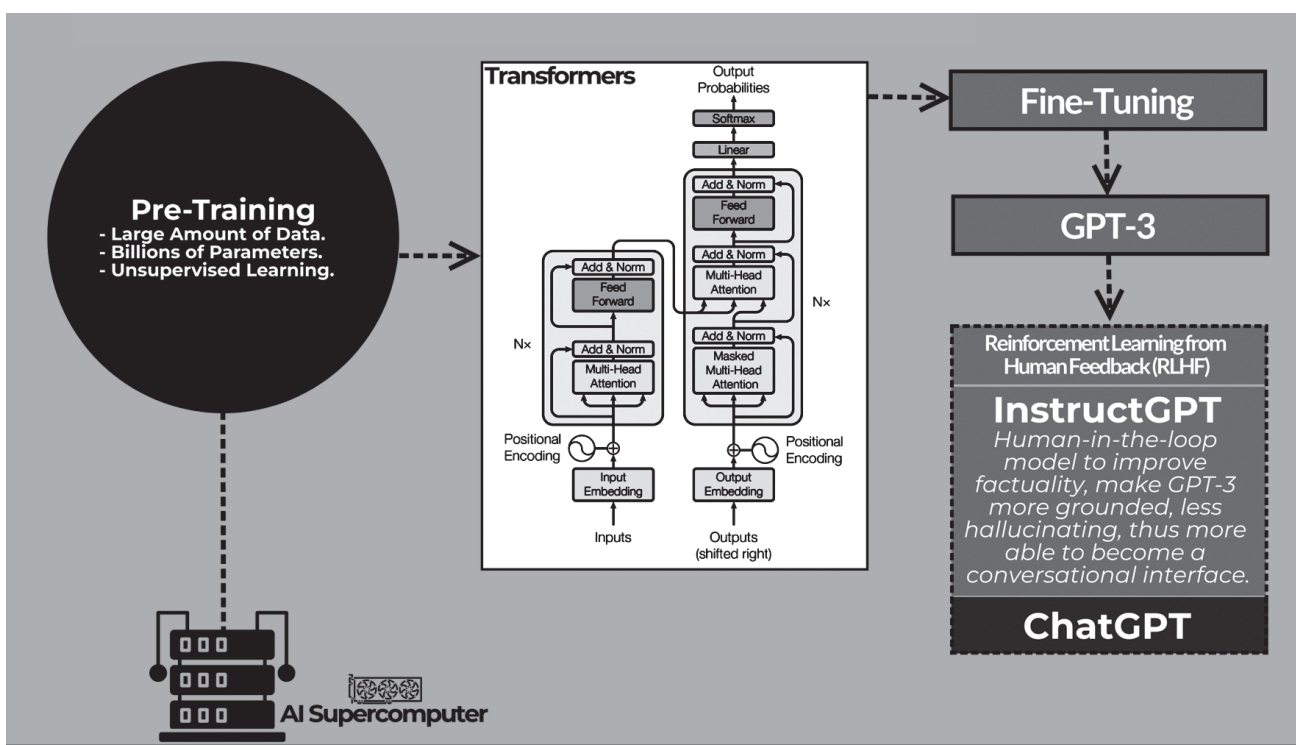 Pre-Training
- Large Amount of Data.
- Billions of Parameters.
- Unsupervised Learning.
AI Supercomputer
Transformers
Output
Probabilities
Softmax
Linear
Add & Norm
Feed
Forward
Add & Norm
Multi-Head
Attention
Nx
Add & Norm
Masked
Multi-Head
Attention
Add & Norm
Feed
Forward
Nx
Add & Norm
Multi-Head
Attention
Positional
Encoding
Input
Embedding
Inputs
Positional
Encoding
Output
Embedding
Outputs
(shifted right)
Fine-Tuning
GPT-3
Reinforcement Learning from
Human Feedback (RLHF)
InstructGPT
Human-in-the-loop
model to improve
factuality, make GPT-3
more grounded, less
hallucinating, thus more
able to become a
conversational interface.
ChatGPT